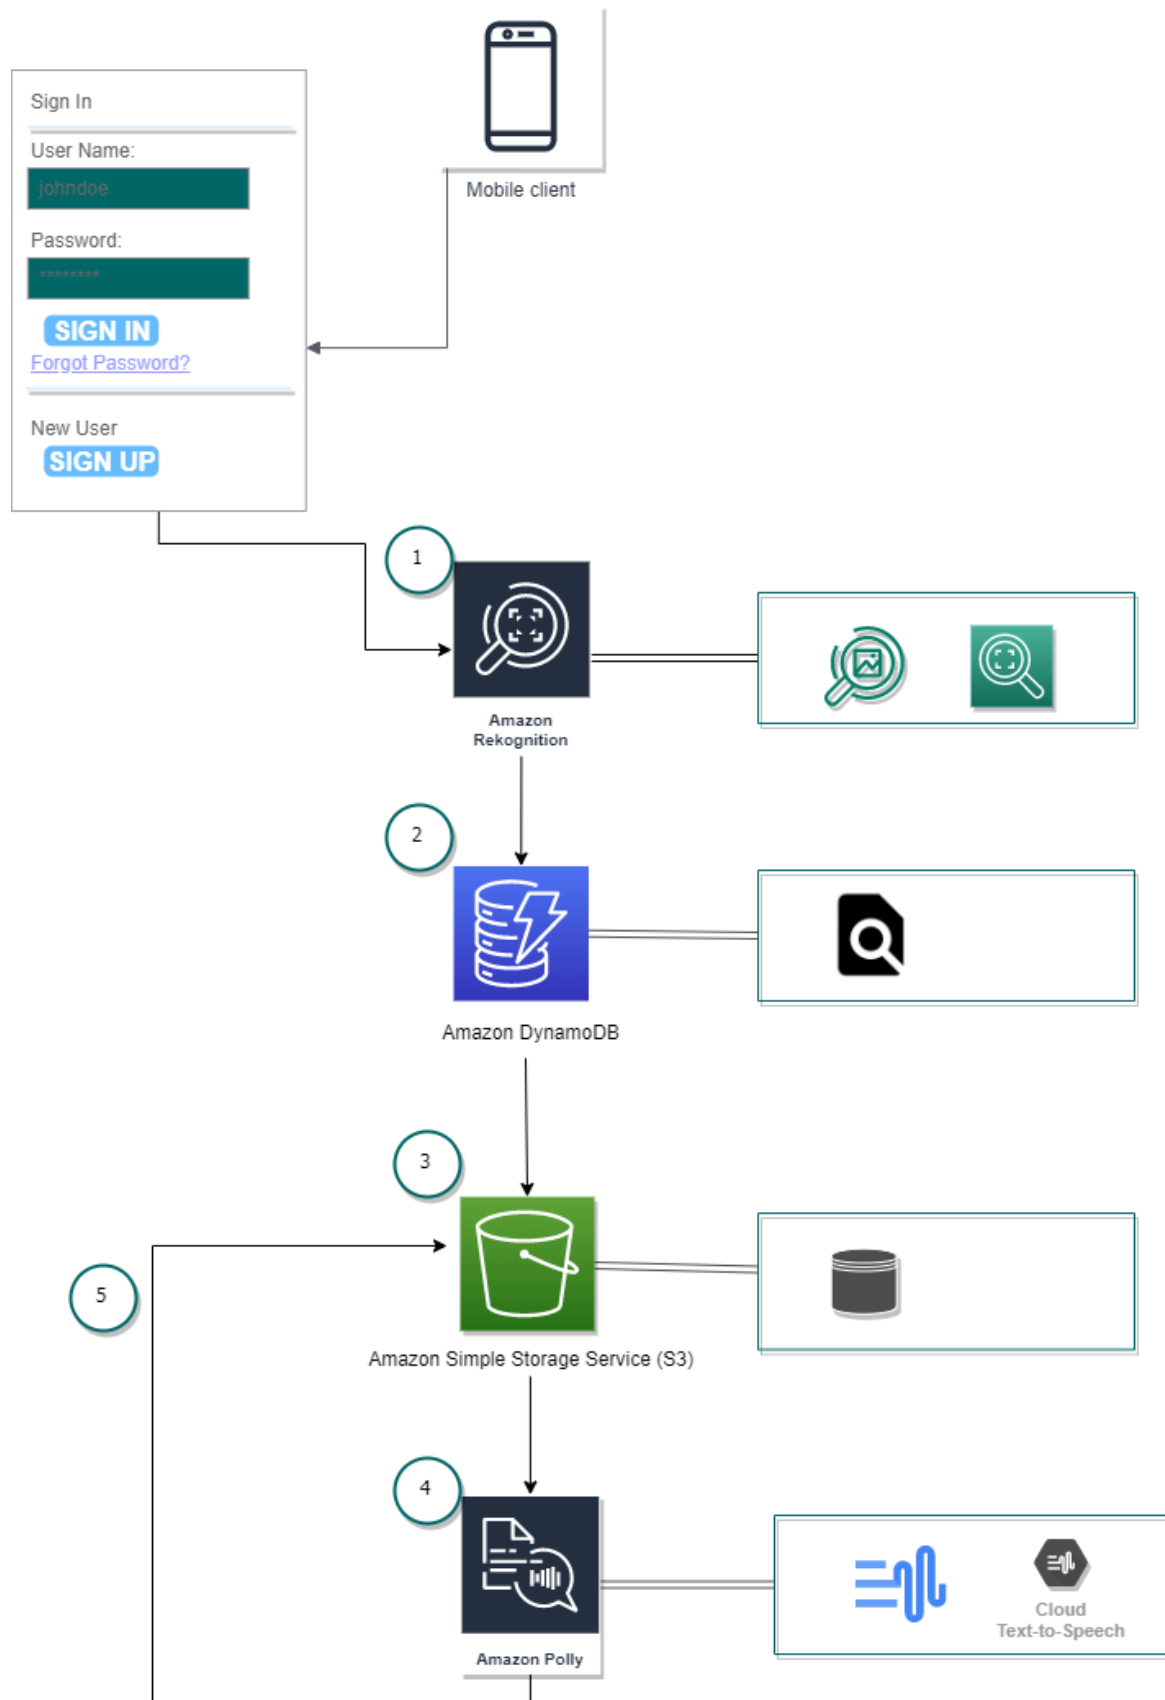 Mobile client
Sign In
User Name:
johndoe
Password:
********
SIGN IN
Forgot Password?
New User
SIGN UP
1
Amazon
Rekognition
2
Amazon DynamoDB
3
5
Amazon Simple Storage Service (S3)
4
Cloud
Text-to-Speech
Amazon Polly